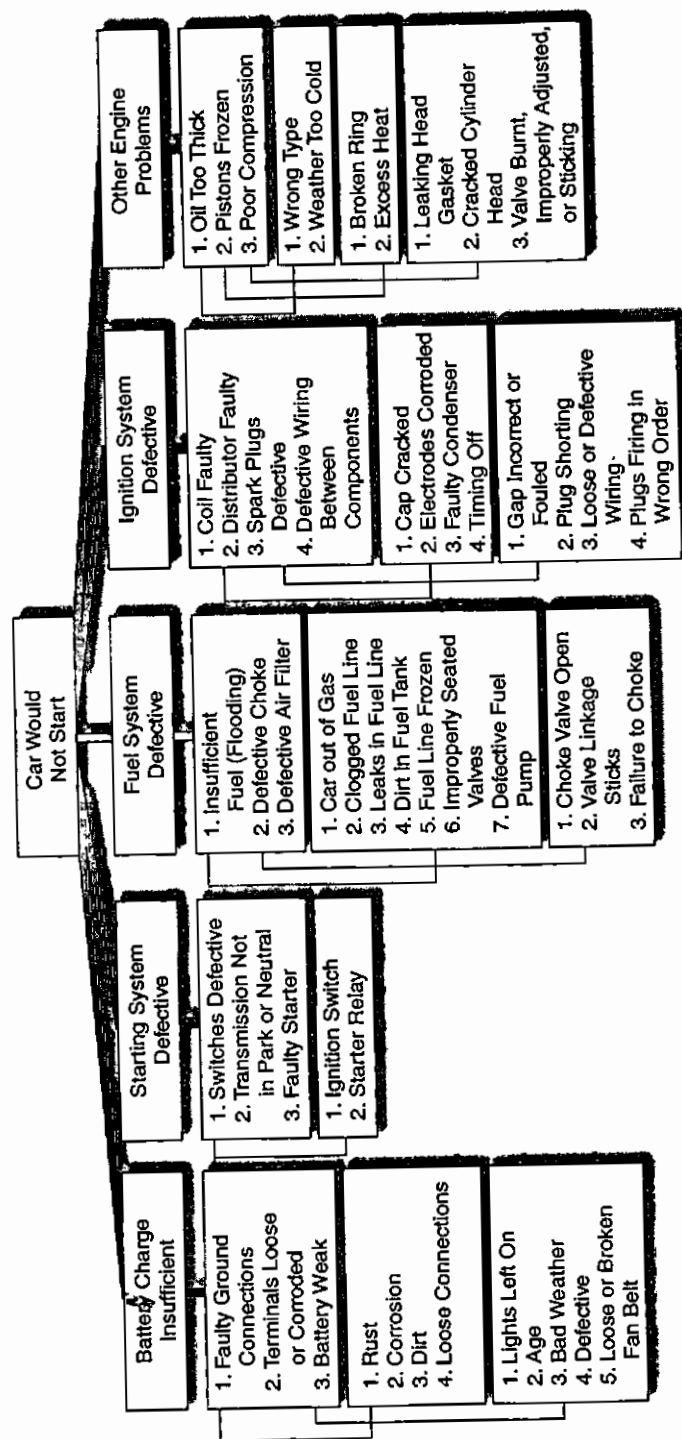 Car Would
Not Start
Battery Charge
Insufficient
1. Faulty Ground
Connections
2. Terminals Loose
or Corroded
3. Battery Weak
1. Rust
2. Corrosion
3. Dirt
4. Loose Connections
1. Lights Left On
2. Age
3. Bad Weather
4. Defective
5. Loose or Broken
Fan Belt
Starting System
Defective
1. Switches Defective
2. Transmission Not
in Park or Neutral
3. Faulty Starter
1. Ignition Switch
2. Starter Relay
Fuel System
Defective
1. Insufficient
Fuel (Flooding)
2. Defective Choke
3. Defective Air Filter
1. Car out of Gas
2. Clogged Fuel Line
3. Leaks in Fuel Line
4. Dirt In Fuel Tank
5. Fuel Line Frozen
6. Improperly Seated
Valves
7. Defective Fuel
Pump
1. Choke Valve Open
2. Valve Linkage
Sticks
3. Failure to Choke
Ignition System
Defective
1. Coil Faulty
2. Distributor Faulty
3. Spark Plugs
Defective
4. Defective Wiring
Between
Components
1. Cap Cracked
2. Electrodes Corroded
3. Faulty Condenser
4. Timing Off
1. Gap Incorrect or
Fouled
2. Plug Shorting
3. Loose or Defective
Wiring
4. Plugs Firing In
Wrong Order
Other Engine
Problems
1. Oil Too Thick
2. Pistons Frozen
3. Poor Compression
1. Wrong Type
2. Weather Too Cold
1. Broken Ring
2. Excess Heat
1. Leaking Head
Gasket
2. Cracked Cylinder
Head
3. Valve Burnt,
Improperly Adjusted,
or Sticking